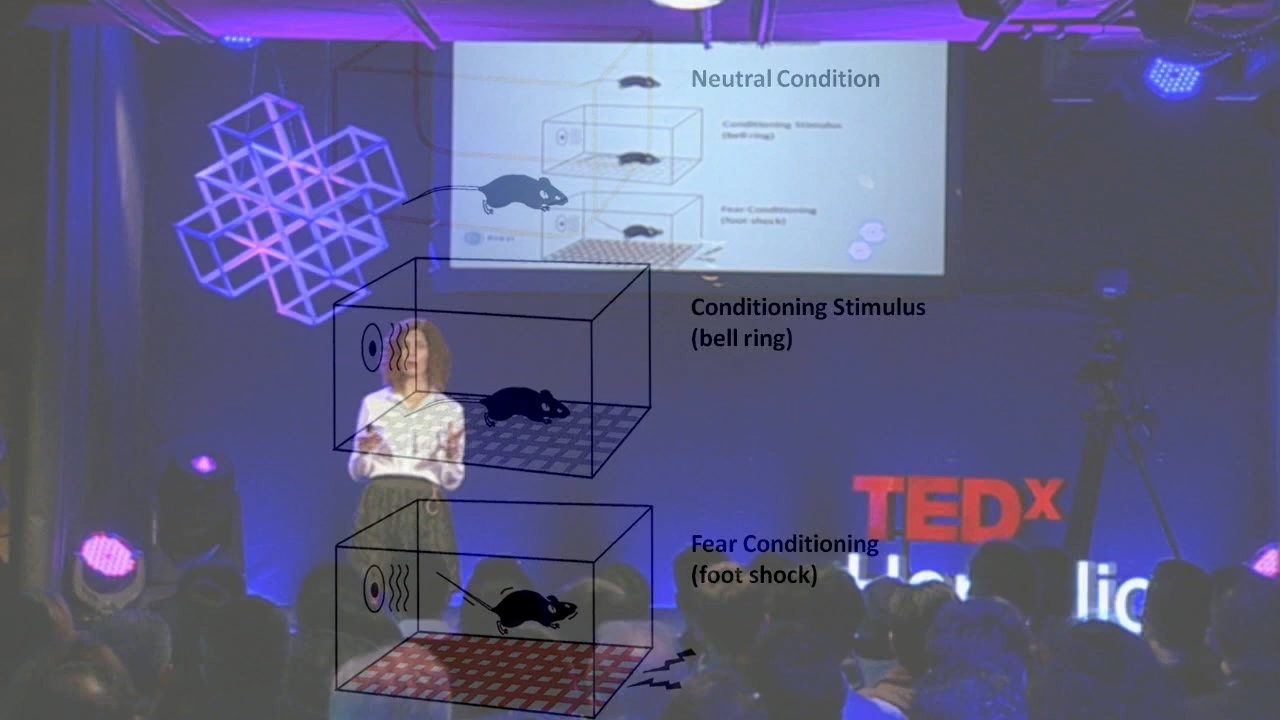 Neutral Condition
Conditioning Stimulus
(bell ring)
Fear Conditioning
(foot shock)
Conditioning Stimulus
(bell ring)
Fear Conditioning
(foot shock)
TEDx